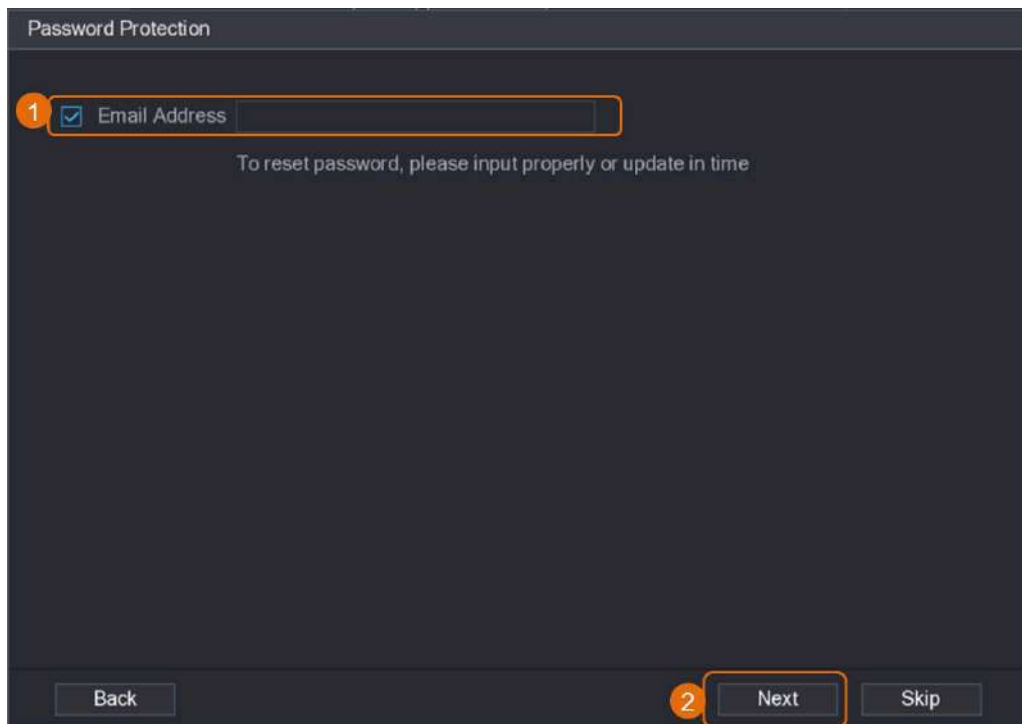 Password Protection
1 Email Address
To reset password, please input properly or update in time
Back 2 Next Skip